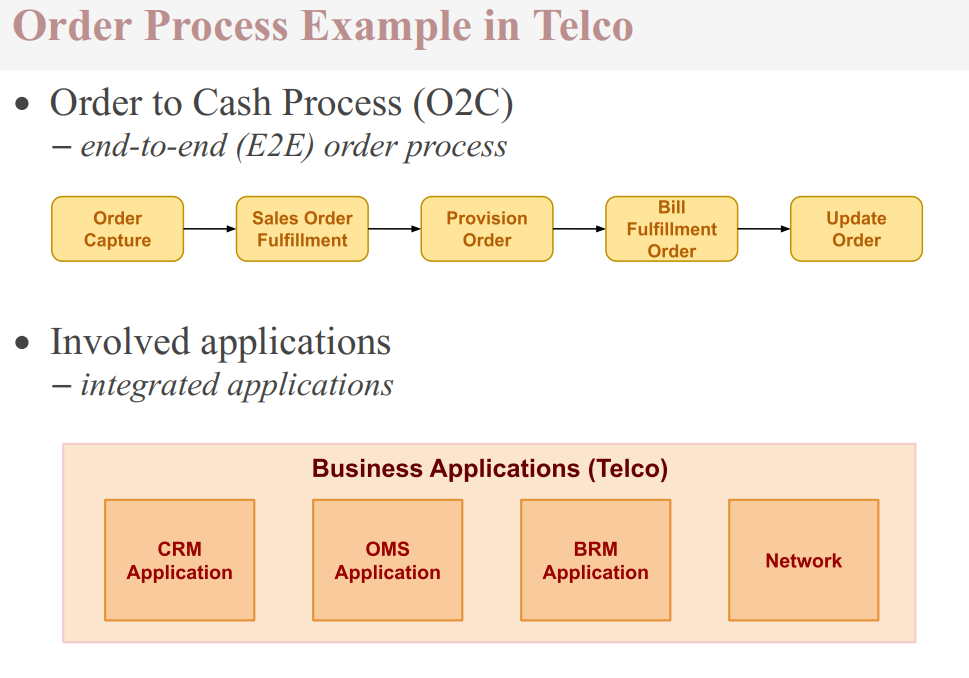 Order Process Example in Telco
• Order to Cash Process (O2C)
– end-to-end (E2E) order process
Order
Capture
Sales Order
Fulfillment
Provision
Order
Bill
Fulfillment
Order
Update
Order
• Involved applications
– integrated applications
Business Applications (Telco)
CRM
Application
OMS
Application
BRM
Application
Network